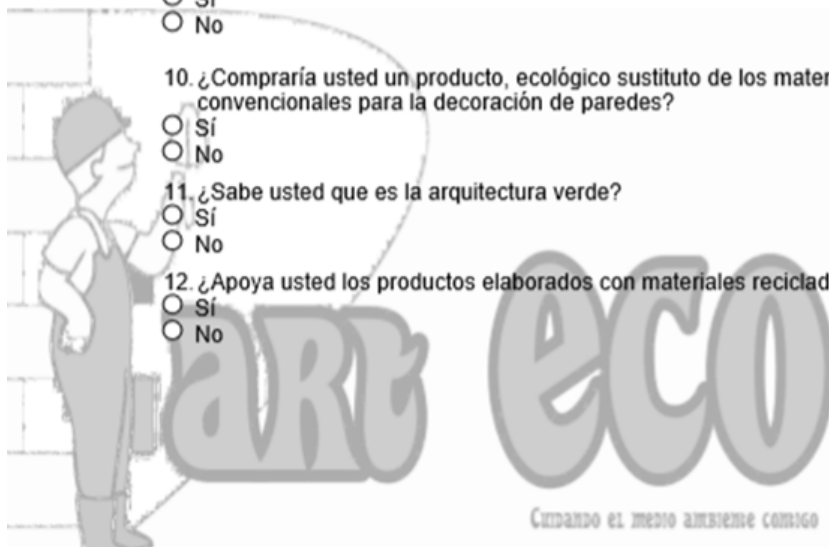 Sí
No
10. ¿Compraría usted un producto, ecológico sustituto de los mater
convencionales para la decoración de paredes?
Sí
No
11. ¿Sabe usted que es la arquitectura verde?
Sí
No
12. ¿Apoya usted los productos elaborados con materiales reciclad
Sí
No
art eco
Cuidando el medio ambiente contigo